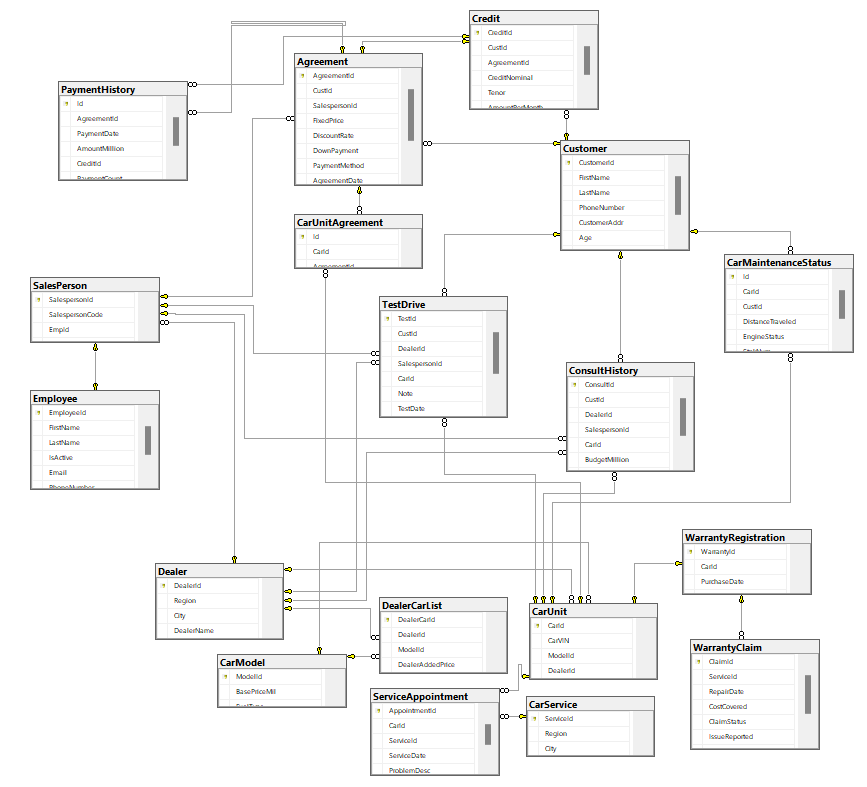 Credit
CreditId
CustId
AgreementId
CreditNominal
Tenor
AmountPerMonth
Agreement
AgreementId
CustId
SalespersonId
FixedPrice
DiscountRate
DownPayment
PaymentMethod
AgreementDate
PaymentHistory
Id
AgreementId
PaymentDate
AmountMillion
CreditId
PaymentCount
Customer
CustomerId
FirstName
LastName
PhoneNumber
CustomerAddr
Age
CarUnitAgreement
Id
CarId
AgreementId
CarMaintenanceStatus
Id
CarId
CustId
DistanceTraveled
EngineStatus
SalesPerson
SalespersonId
SalespersonCode
EmpId
TestDrive
TestId
CustId
DealerId
SalespersonId
CarId
Note
TestDate
ConsultHistory
ConsultId
CustId
DealerId
SalespersonId
CarId
BudgetMillion
Employee
EmployeeId
FirstName
LastName
IsActive
Email
PhoneNumber
WarrantyRegistration
WarrantyId
CarId
PurchaseDate
Dealer
DealerId
Region
City
DealerName
DealerCarList
DealerCarId
DealerId
ModelId
DealerAddedPrice
CarUnit
CarId
CarVIN
ModelId
DealerId
WarrantyClaim
ClaimId
ServiceId
RepairDate
CostCovered
ClaimStatus
IssueReported
CarModel
ModelId
BasePriceMill
FuelType
ServiceAppointment
AppointmentId
CarId
ServiceId
ServiceDate
ProblemDesc
CarService
ServiceId
Region
City